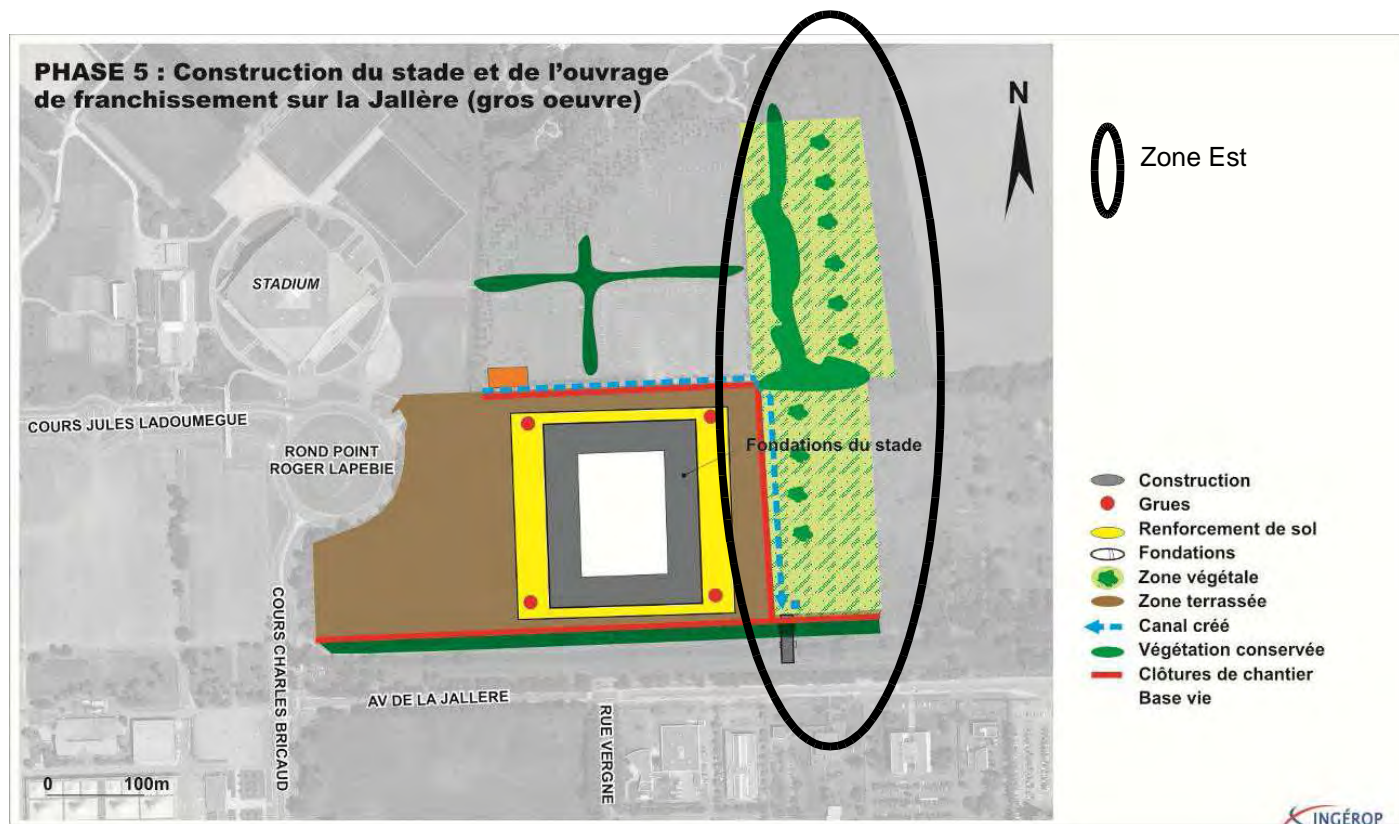 PHASE 5 : Construction du stade et de l'ouvrage
de franchissement sur la Jallère (gros oeuvre)
N
Zone Est
STADIUM
COURS JULES LADOUMEGUE
ROND POINT
ROGER LAPEBIE
Fondations du stade
COURS CHARLES BRICAUD
AV DE LA JALLERE
RUE VERGNE
0 100m
Construction
Grues
Renforcement de sol
Fondations
Zone végétale
Zone terrassée
Canal créé
Végétation conservée
Clôtures de chantier
Base vie
INGÉROP